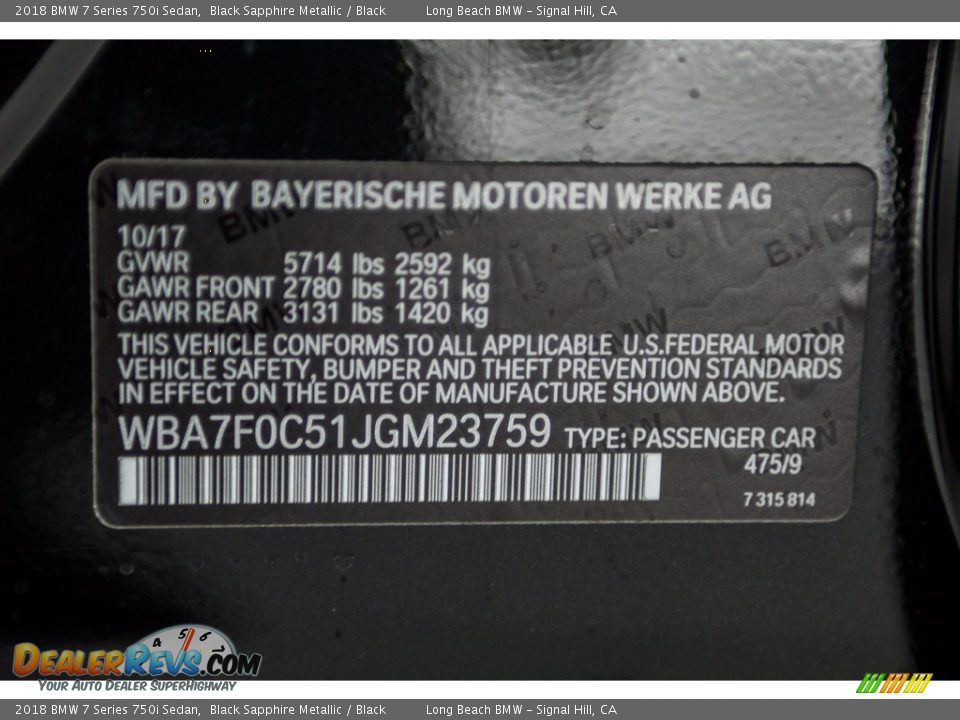 2018 BMW 7 Series 750i Sedan, Black Sapphire Metallic / Black Long Beach BMW - Signal Hill, CA
MFD BY BAYERISCHE MOTOREN WERKE AG
10/17
GVWR 5714 lbs 2592 kg
GAWR FRONT 2780 lbs 1261 kg
GAWR REAR 3131 lbs 1420 kg
THIS VEHICLE CONFORMS TO ALL APPLICABLE U.S.FEDERAL MOTOR
VEHICLE SAFETY, BUMPER AND THEFT PREVENTION STANDARDS
IN EFFECT ON THE DATE OF MANUFACTURE SHOWN ABOVE.
WBA7F0C51JGM23759 TYPE: PASSENGER CAR
475/9
7 315 814
4 5 6
DEALERREVS.COM
YOUR AUTO DEALER SUPERHIGHWAY
2018 BMW 7 Series 750i Sedan, Black Sapphire Metallic / Black Long Beach BMW - Signal Hill, CA